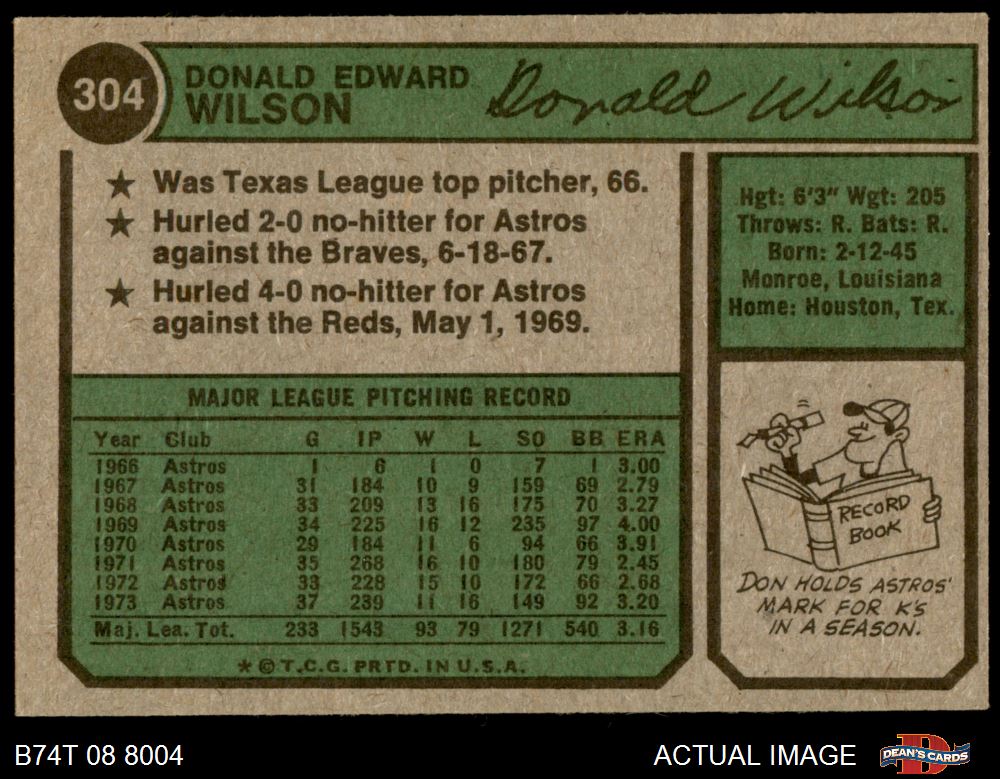 304
DONALD EDWARD
WILSON
Donald Wilson
★ Was Texas League top pitcher, 66.
★ Hurled 2-0 no-hitter for Astros
against the Braves, 6-18-67.
★ Hurled 4-0 no-hitter for Astros
against the Reds, May 1, 1969.
Hgt: 6'3" Wgt: 205
Throws: R. Bats: R.
Born: 2-12-45
Monroe, Louisiana
Home: Houston, Tex.
MAJOR LEAGUE PITCHING RECORD
Year Club G IP W L SO BB ERA
1966 Astros 1 6 1 0 7 1 3.00
1967 Astros 31 184 10 9 159 69 2.79
1968 Astros 33 209 13 16 175 70 3.27
1969 Astros 34 225 16 12 235 97 4.00
1970 Astros 29 184 11 6 94 66 3.91
1971 Astros 35 268 16 10 180 79 2.45
1972 Astros 33 228 15 10 172 66 2.68
1973 Astros 37 239 11 16 149 92 3.20
Maj. Lea. Tot. 233 1543 93 79 1271 540 3.16
★ © T.C.G. PRTD. IN U.S.A.
RECORD
BOOK
DON HOLDS ASTROS'
MARK FOR K'S
IN A SEASON.
B74T 08 8004
ACTUAL IMAGE
DEAN'S CARDS